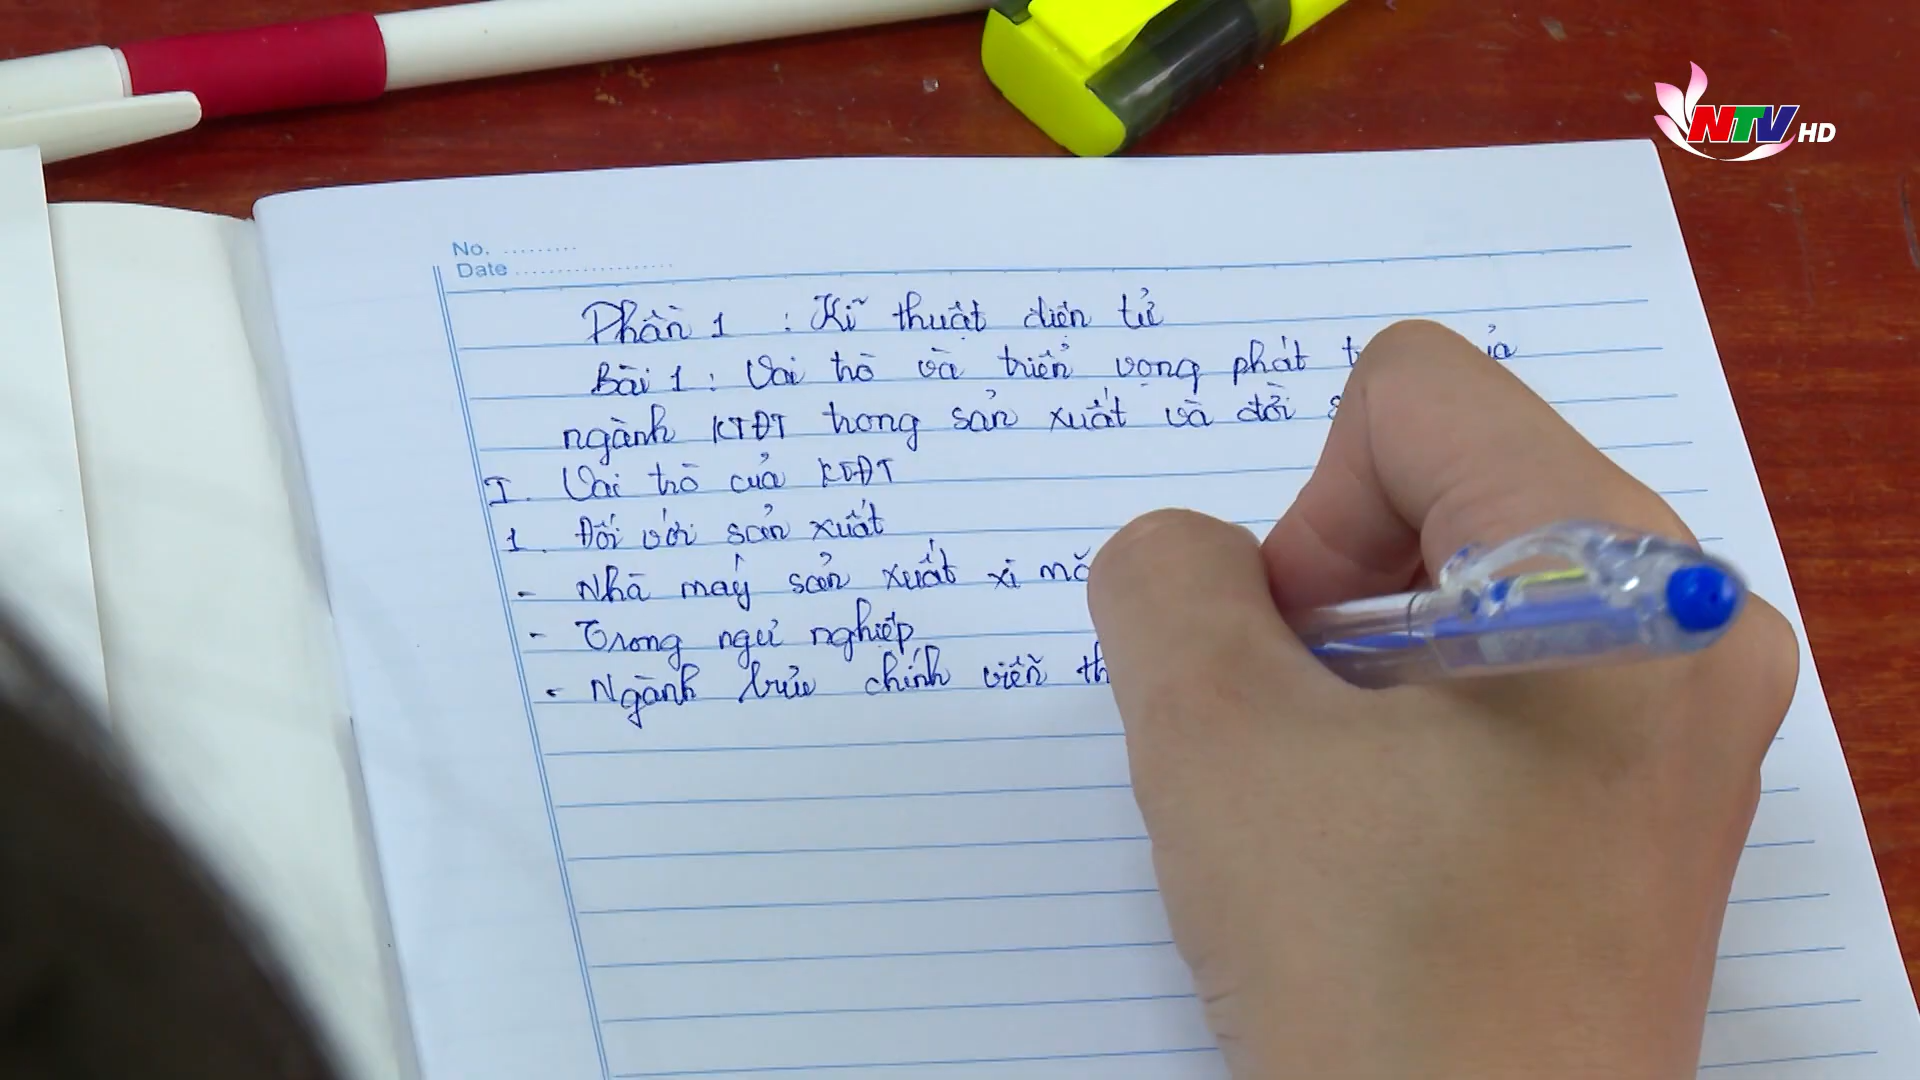 NTV HD
No. .........
Date ...................
Phần 1 : Kĩ thuật điện tử
Bài 1 : Vai trò và triển vọng phát
ngành KTĐT trong sản xuất và đời
I. Vai trò của KTĐT
1. Đối với sản xuất
- Nhà máy sản xuất xi
- Trong ngư nghiệp
- Ngành bưu chính viễn